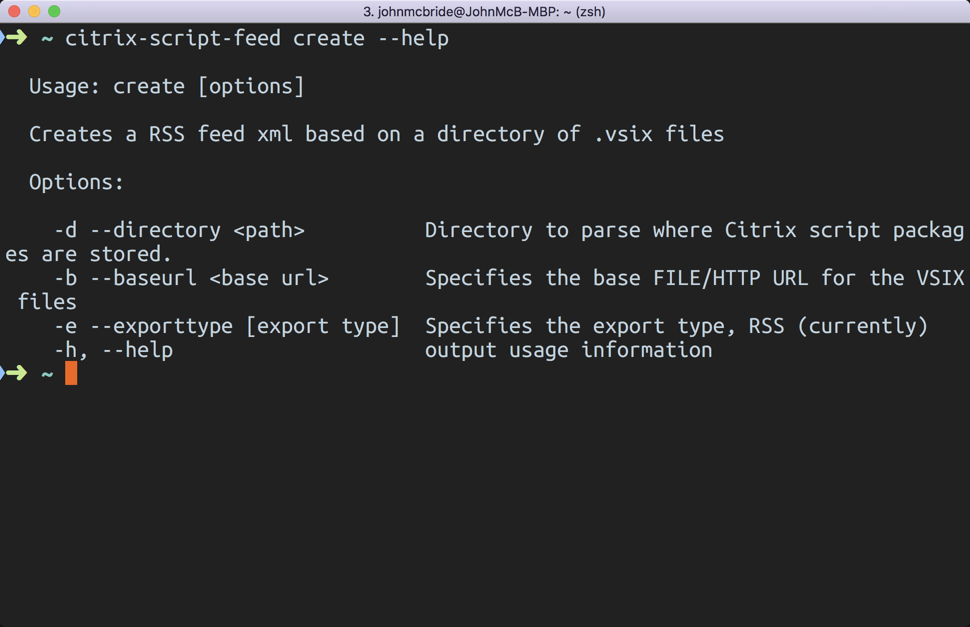 3. johnmcbride@JohnMcB-MBP: ~ (zsh)
➜ ~ citrix-script-feed create --help
Usage: create [options]
Creates a RSS feed xml based on a directory of .vsix files
Options:
-d --directory <path> Directory to parse where Citrix script packag
es are stored.
-b --baseurl <base url> Specifies the base FILE/HTTP URL for the VSIX
files
-e --exporttype [export type] Specifies the export type, RSS (currently)
-h, --help output usage information
➜ ~